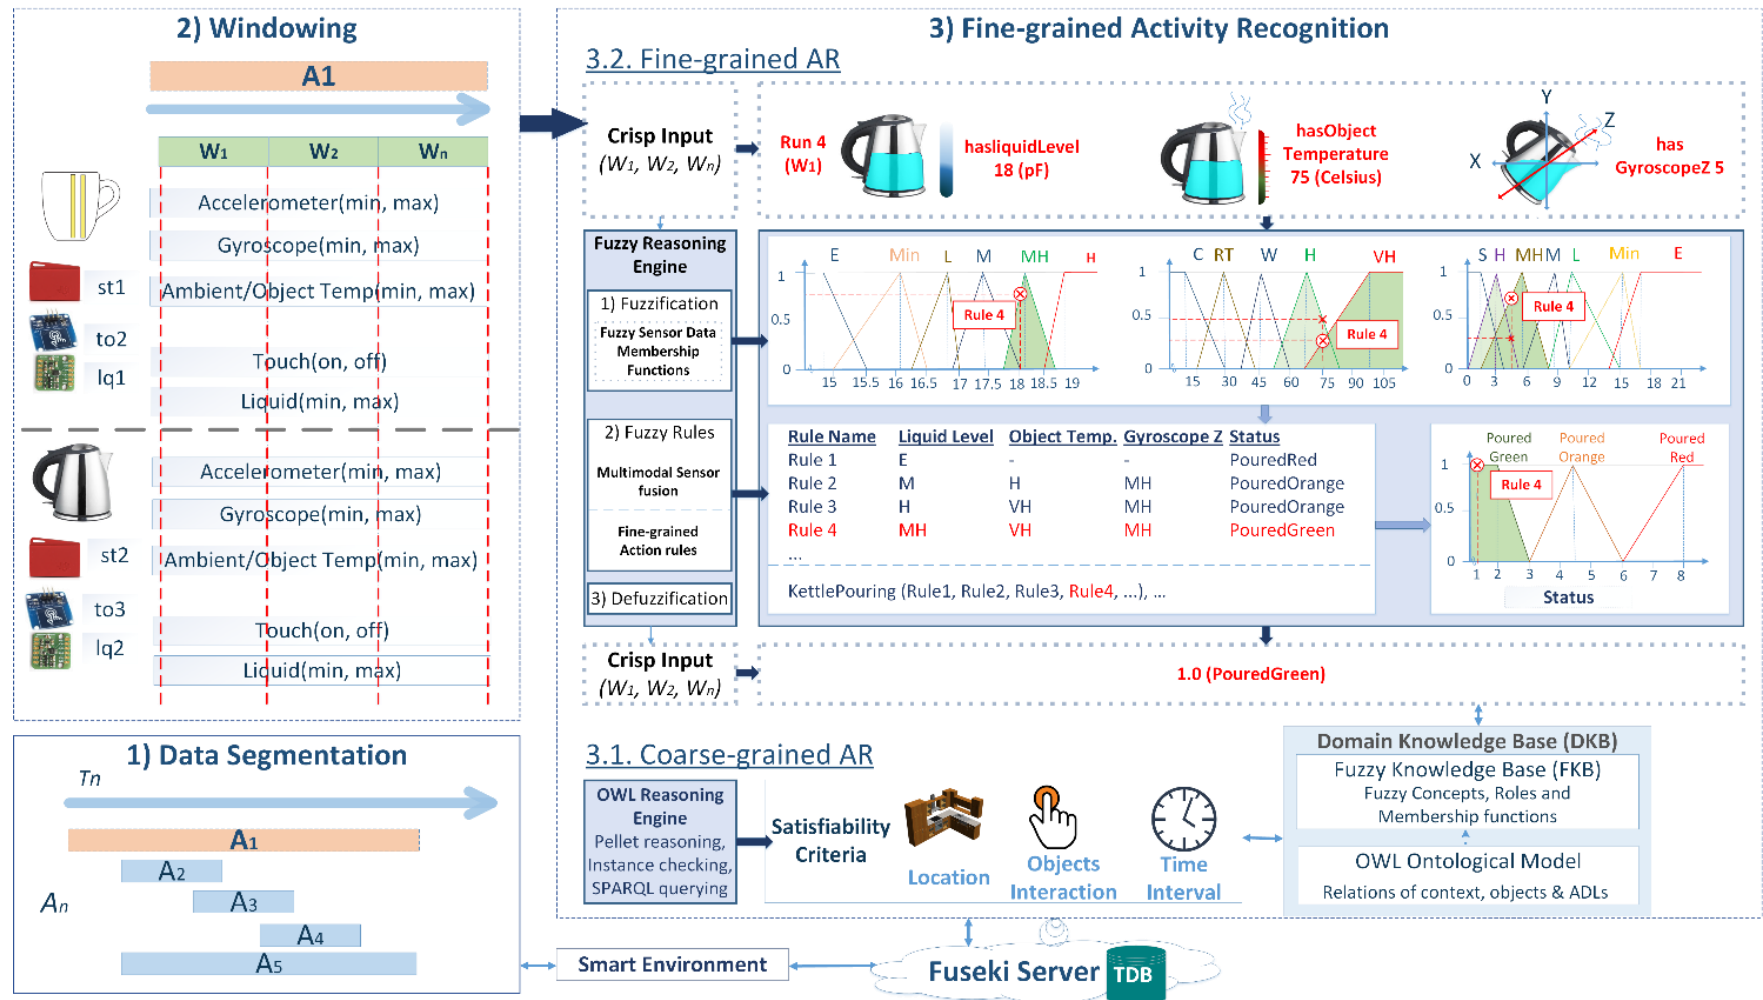 2) Windowing
A1
W1 W2 Wn
Accelerometer(min, max)
Gyroscope(min, max)
st1
Ambient/Object Temp(min, max)
to2
Touch(on, off)
lq1
Liquid(min, max)
Accelerometer(min, max)
Gyroscope(min, max)
st2
Ambient/Object Temp(min, max)
to3
Touch(on, off)
lq2
Liquid(min, max)
1) Data Segmentation
Tn
A1
A2
An
A3
A4
A5
3) Fine-grained Activity Recognition
3.2. Fine-grained AR
Crisp Input
(W1, W2, Wn)
Run 4
(W1)
hasliquidLevel
18 (pF)
hasObject
Temperature
75 (Celsius)
Y
Z
X
has
GyroscopeZ 5
Fuzzy Reasoning
Engine
1) Fuzzification
Fuzzy Sensor Data
Membership
Functions
2) Fuzzy Rules
Multimodal Sensor
fusion
Fine-grained
Action rules
3) Defuzzification
E Min L M MH H
1
0.5
0
Rule 4
15 15.5 16 16.5 17 17.5 18 18.5 19
C RT W H VH
1
0.5
0
Rule 4
15 30 45 60 75 90 105
S H MH M L Min E
1
0.5
0
Rule 4
0 3 6 9 12 15 18 21
Rule Name Liquid Level Object Temp. Gyroscope Z Status
Rule 1 E - - PouredRed
Rule 2 M H MH PouredOrange
Rule 3 H VH MH PouredOrange
Rule 4 MH VH MH PouredGreen
...
KettlePouring (Rule1, Rule2, Rule3, Rule4, ...), ...
Poured
Green
Poured
Orange
Poured
Red
1
0.5
0
Rule 4
1 2 3 4 5 6 7 8
Status
Crisp Input
(W1, W2, Wn)
1.0 (PouredGreen)
3.1. Coarse-grained AR
OWL Reasoning
Engine
Pellet reasoning,
Instance checking,
SPARQL querying
Satisfiability
Criteria
Location
Objects
Interaction
Time
Interval
Domain Knowledge Base (DKB)
Fuzzy Knowledge Base (FKB)
Fuzzy Concepts, Roles and
Membership functions
OWL Ontological Model
Relations of context, objects & ADLs
Smart Environment
Fuseki Server
TDB